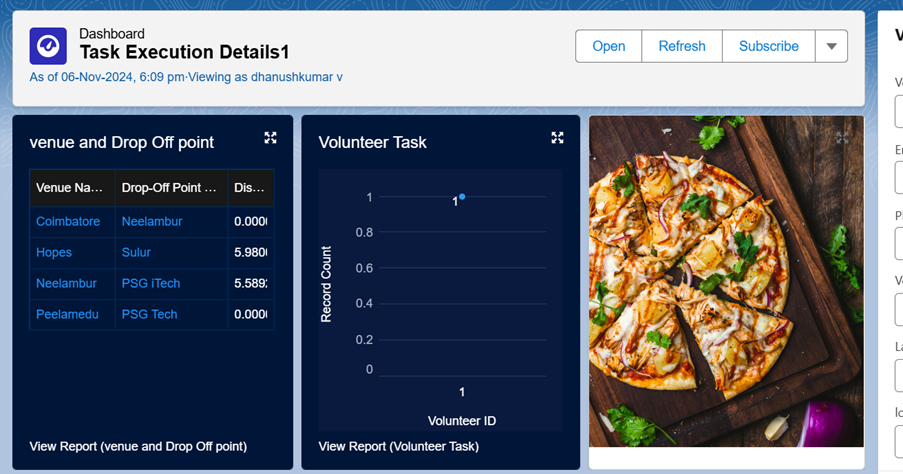 Dashboard
Task Execution Details1
As of 06-Nov-2024, 6:09 pm·Viewing as dhanushkumar v
Open
Refresh
Subscribe
venue and Drop Off point
Venue Na...
Drop-Off Point ...
Dis...
Coimbatore
Neelambur
0.000
Hopes
Sulur
5.980
Neelambur
PSG iTech
5.589
Peelamedu
PSG Tech
0.000
View Report (venue and Drop Off point)
Volunteer Task
Record Count
1
0.8
0.6
0.4
0.2
0
1
1
Volunteer ID
View Report (Volunteer Task)